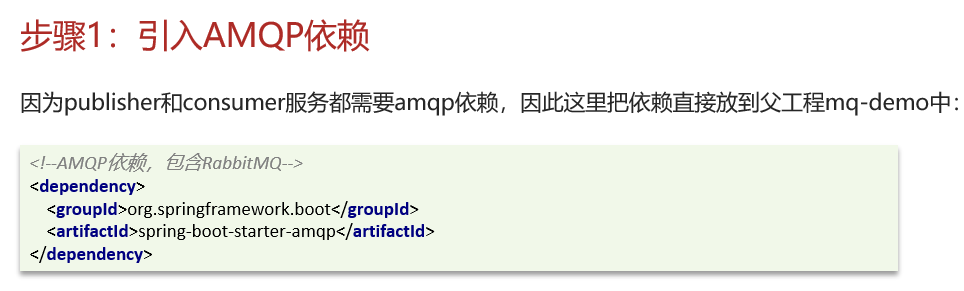 步骤1：引入AMQP依赖
因为publisher和consumer服务都需要amqp依赖，因此这里把依赖直接放到父工程mq-demo中：
<!--AMQP依赖，包含RabbitMQ-->
<dependency>
    <groupId>org.springframework.boot</groupId>
    <artifactId>spring-boot-starter-amqp</artifactId>
</dependency>